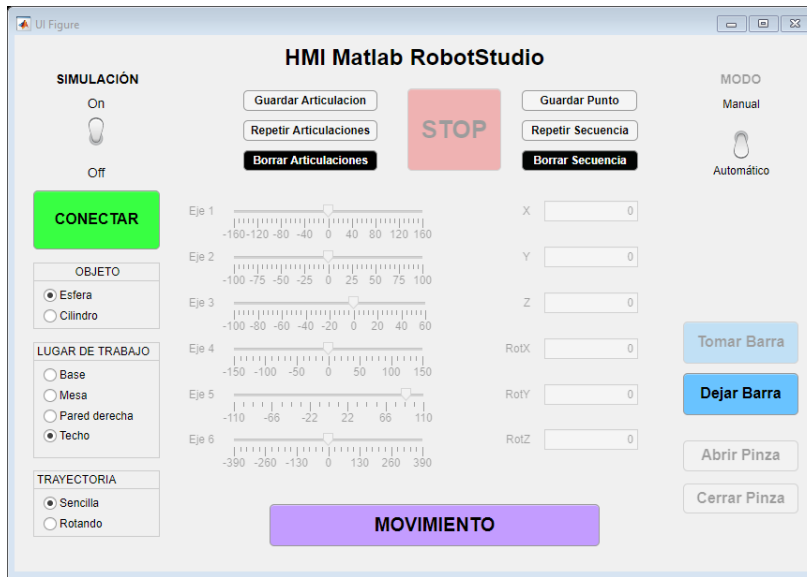 UI Figure
HMI Matlab RobotStudio
SIMULACIÓN
On
Off
Guardar Articulacion
Repetir Articulaciones
Borrar Articulaciones
STOP
Guardar Punto
Repetir Secuencia
Borrar Secuencia
MODO
Manual
Automático
CONECTAR
OBJETO
Esfera
Cilindro
LUGAR DE TRABAJO
Base
Mesa
Pared derecha
Techo
TRAYECTORIA
Sencilla
Rotando
Eje 1
-160 -120 -80 -40 0 40 80 120 160
Eje 2
-100 -75 -50 -25 0 25 50 75 100
Eje 3
-100 -80 -60 -40 -20 0 20 40 60
Eje 4
-150 -100 -50 0 50 100 150
Eje 5
-110 -66 -22 22 66 110
Eje 6
-390 -260 -130 0 130 260 390
X 0
Y 0
Z 0
RotX 0
RotY 0
RotZ 0
Tomar Barra
Dejar Barra
Abrir Pinza
Cerrar Pinza
MOVIMIENTO